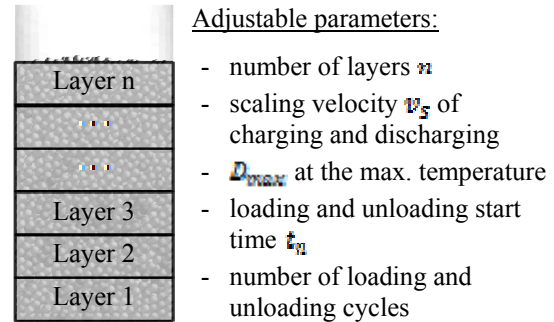 Layer n
...
...
Layer 3
Layer 2
Layer 1
Adjustable parameters:
- number of layers n
- scaling velocity v_s of
charging and discharging
- D_max at the max. temperature
- loading and unloading start
time t_n
- number of loading and
unloading cycles